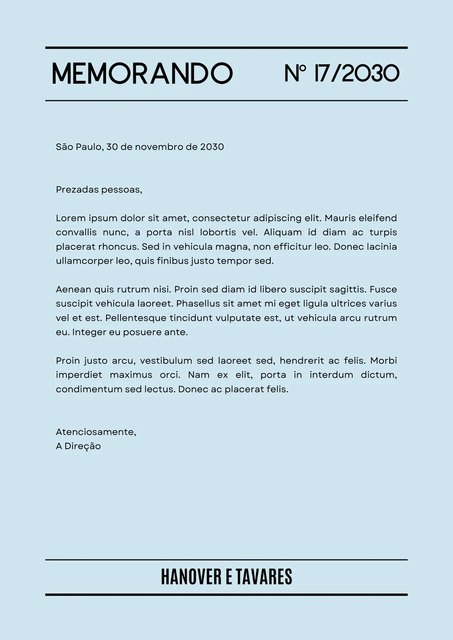 MEMORANDO Nº 17/2030
São Paulo, 30 de novembro de 2030
Prezadas pessoas,
Lorem ipsum dolor sit amet, consectetur adipiscing elit. Mauris eleifend
convallis nunc, a porta nisl lobortis vel. Aliquam id diam ac turpis
placerat rhoncus. Sed in vehicula magna, non efficitur leo. Donec lacinia
ullamcorper leo, quis finibus justo tempor sed.
Aenean quis rutrum nisi. Proin sed diam id libero suscipit sagittis. Fusce
suscipit vehicula laoreet. Phasellus sit amet mi eget ligula ultrices varius
vel et est. Pellentesque tincidunt vulputate est, ut vehicula arcu rutrum
eu. Integer eu posuere ante.
Proin justo arcu, vestibulum sed laoreet sed, hendrerit ac felis. Morbi
imperdiet maximus orci. Nam ex elit, porta in interdum dictum,
condimentum sed lectus. Donec ac placerat felis.
Atenciosamente,
A Direção
HANOVER E TAVARES